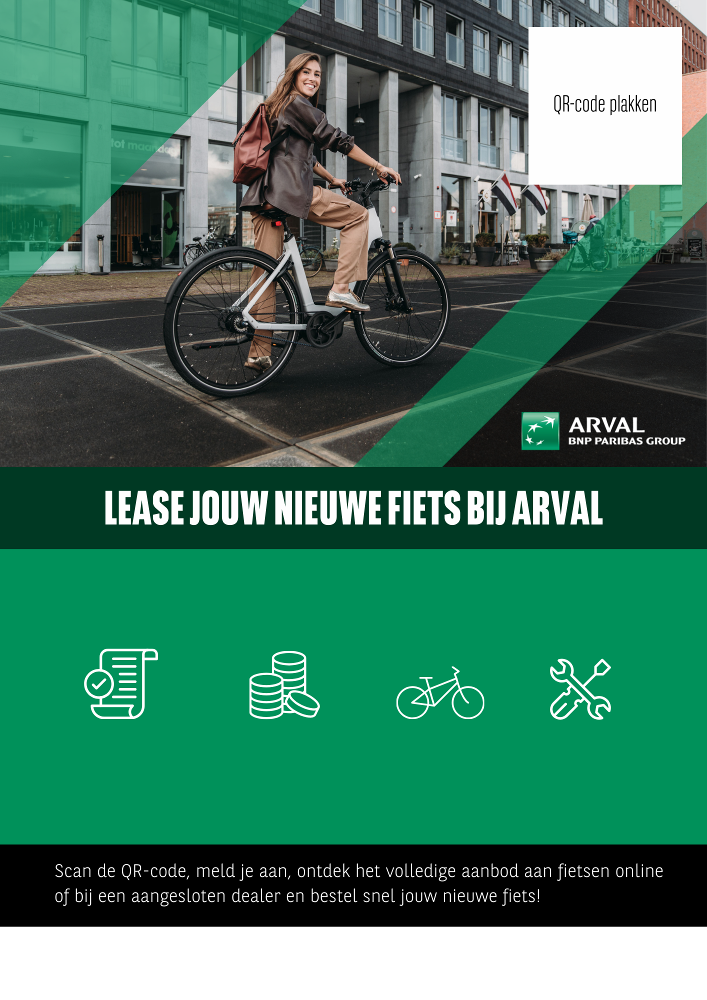 QR-code plakken
tot maandag
ARVAL
BNP PARIBAS GROUP
LEASE JOUW NIEUWE FIETS BIJ ARVAL
Scan de QR-code, meld je aan, ontdek het volledige aanbod aan fietsen online
of bij een aangesloten dealer en bestel snel jouw nieuwe fiets!